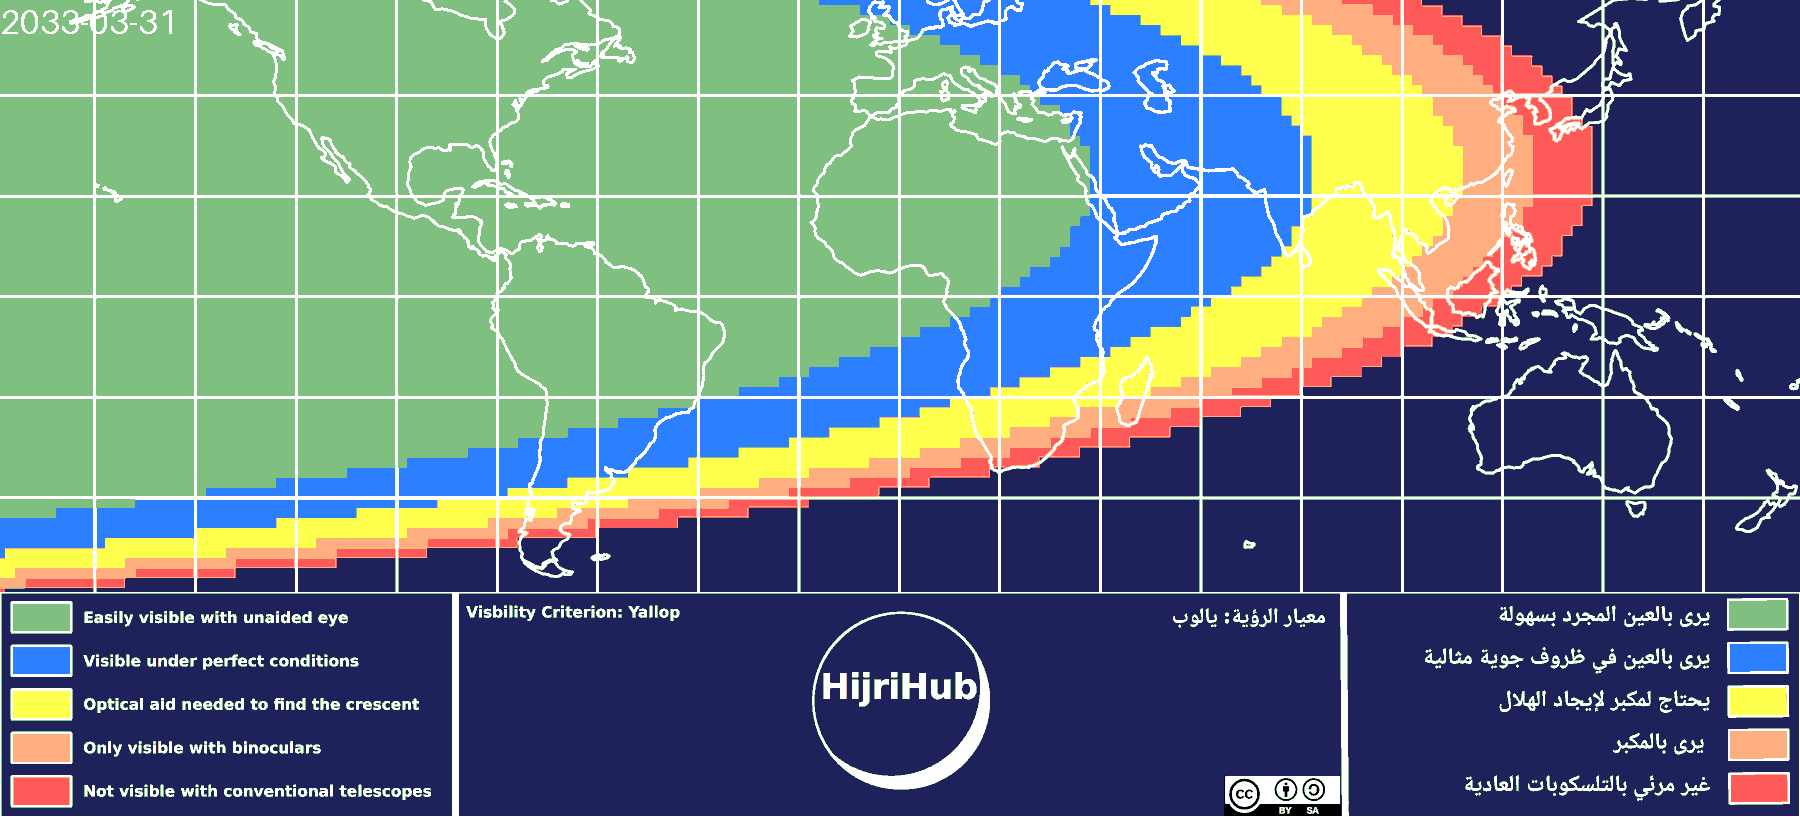 2033-03-31
Easily visible with unaided eye
Visible under perfect conditions
Optical aid needed to find the crescent
Only visible with binoculars
Not visible with conventional telescopes
Visbility Criterion: Yallop
معيار الرؤية: يالوب
HijriHub
cc
BY SA
يرى بالعين المجرد بسهولة
يرى بالعين في ظروف جوية مثالية
يحتاج لمكبر لإيجاد الهلال
يرى بالمكبر
غير مرئي بالتلسكوبات العادية